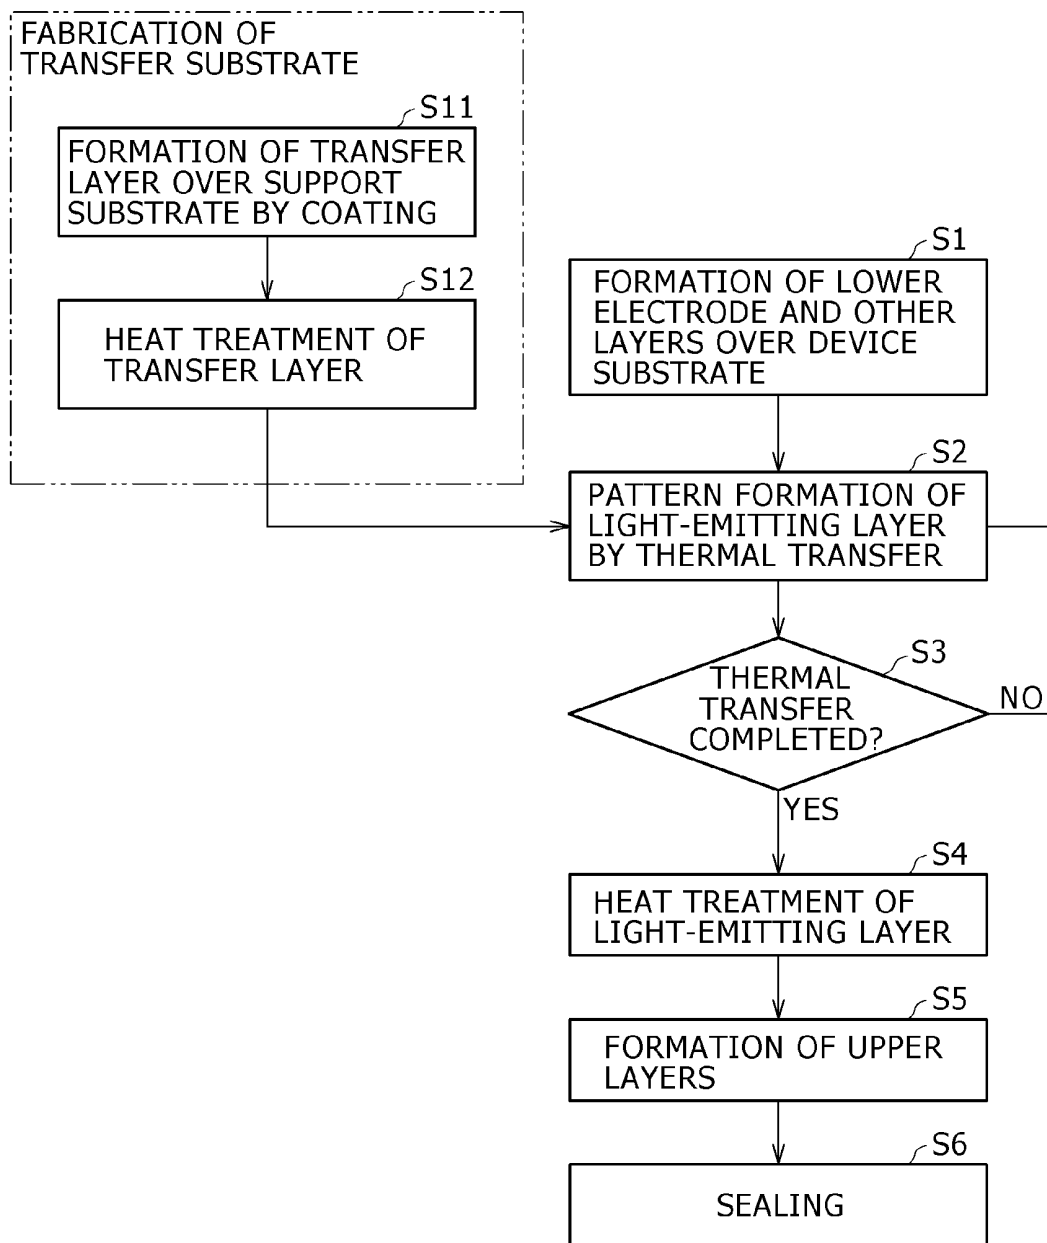 FABRICATION OF
TRANSFER SUBSTRATE
S11
FORMATION OF TRANSFER
LAYER OVER SUPPORT
SUBSTRATE BY COATING
S12
HEAT TREATMENT OF
TRANSFER LAYER
S1
FORMATION OF LOWER
ELECTRODE AND OTHER
LAYERS OVER DEVICE
SUBSTRATE
S2
PATTERN FORMATION OF
LIGHT-EMITTING LAYER
BY THERMAL TRANSFER
S3
THERMAL
TRANSFER
COMPLETED?
NO
YES
S4
HEAT TREATMENT OF
LIGHT-EMITTING LAYER
S5
FORMATION OF UPPER
LAYERS
S6
SEALING